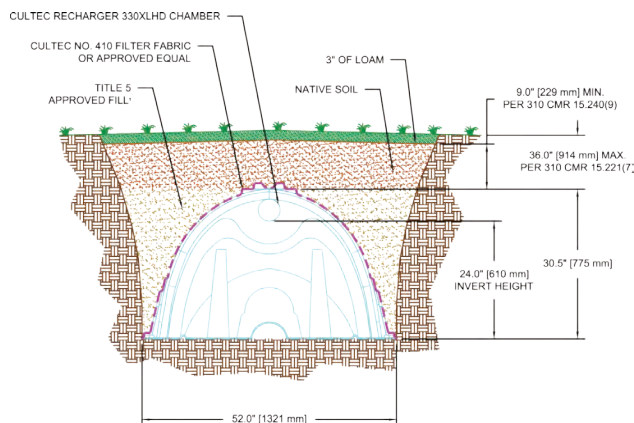 CULTEC RECHARGER 330XLHD CHAMBER
CULTEC NO. 410 FILTER FABRIC
OR APPROVED EQUAL
3" OF LOAM
TITLE 5
APPROVED FILL¹
NATIVE SOIL
9.0" [229 mm] MIN.
PER 310 CMR 15.240(9)
36.0" [914 mm] MAX.
PER 310 CMR 15.221(7)
24.0" [610 mm]
INVERT HEIGHT
30.5" [775 mm]
52.0" [1321 mm]